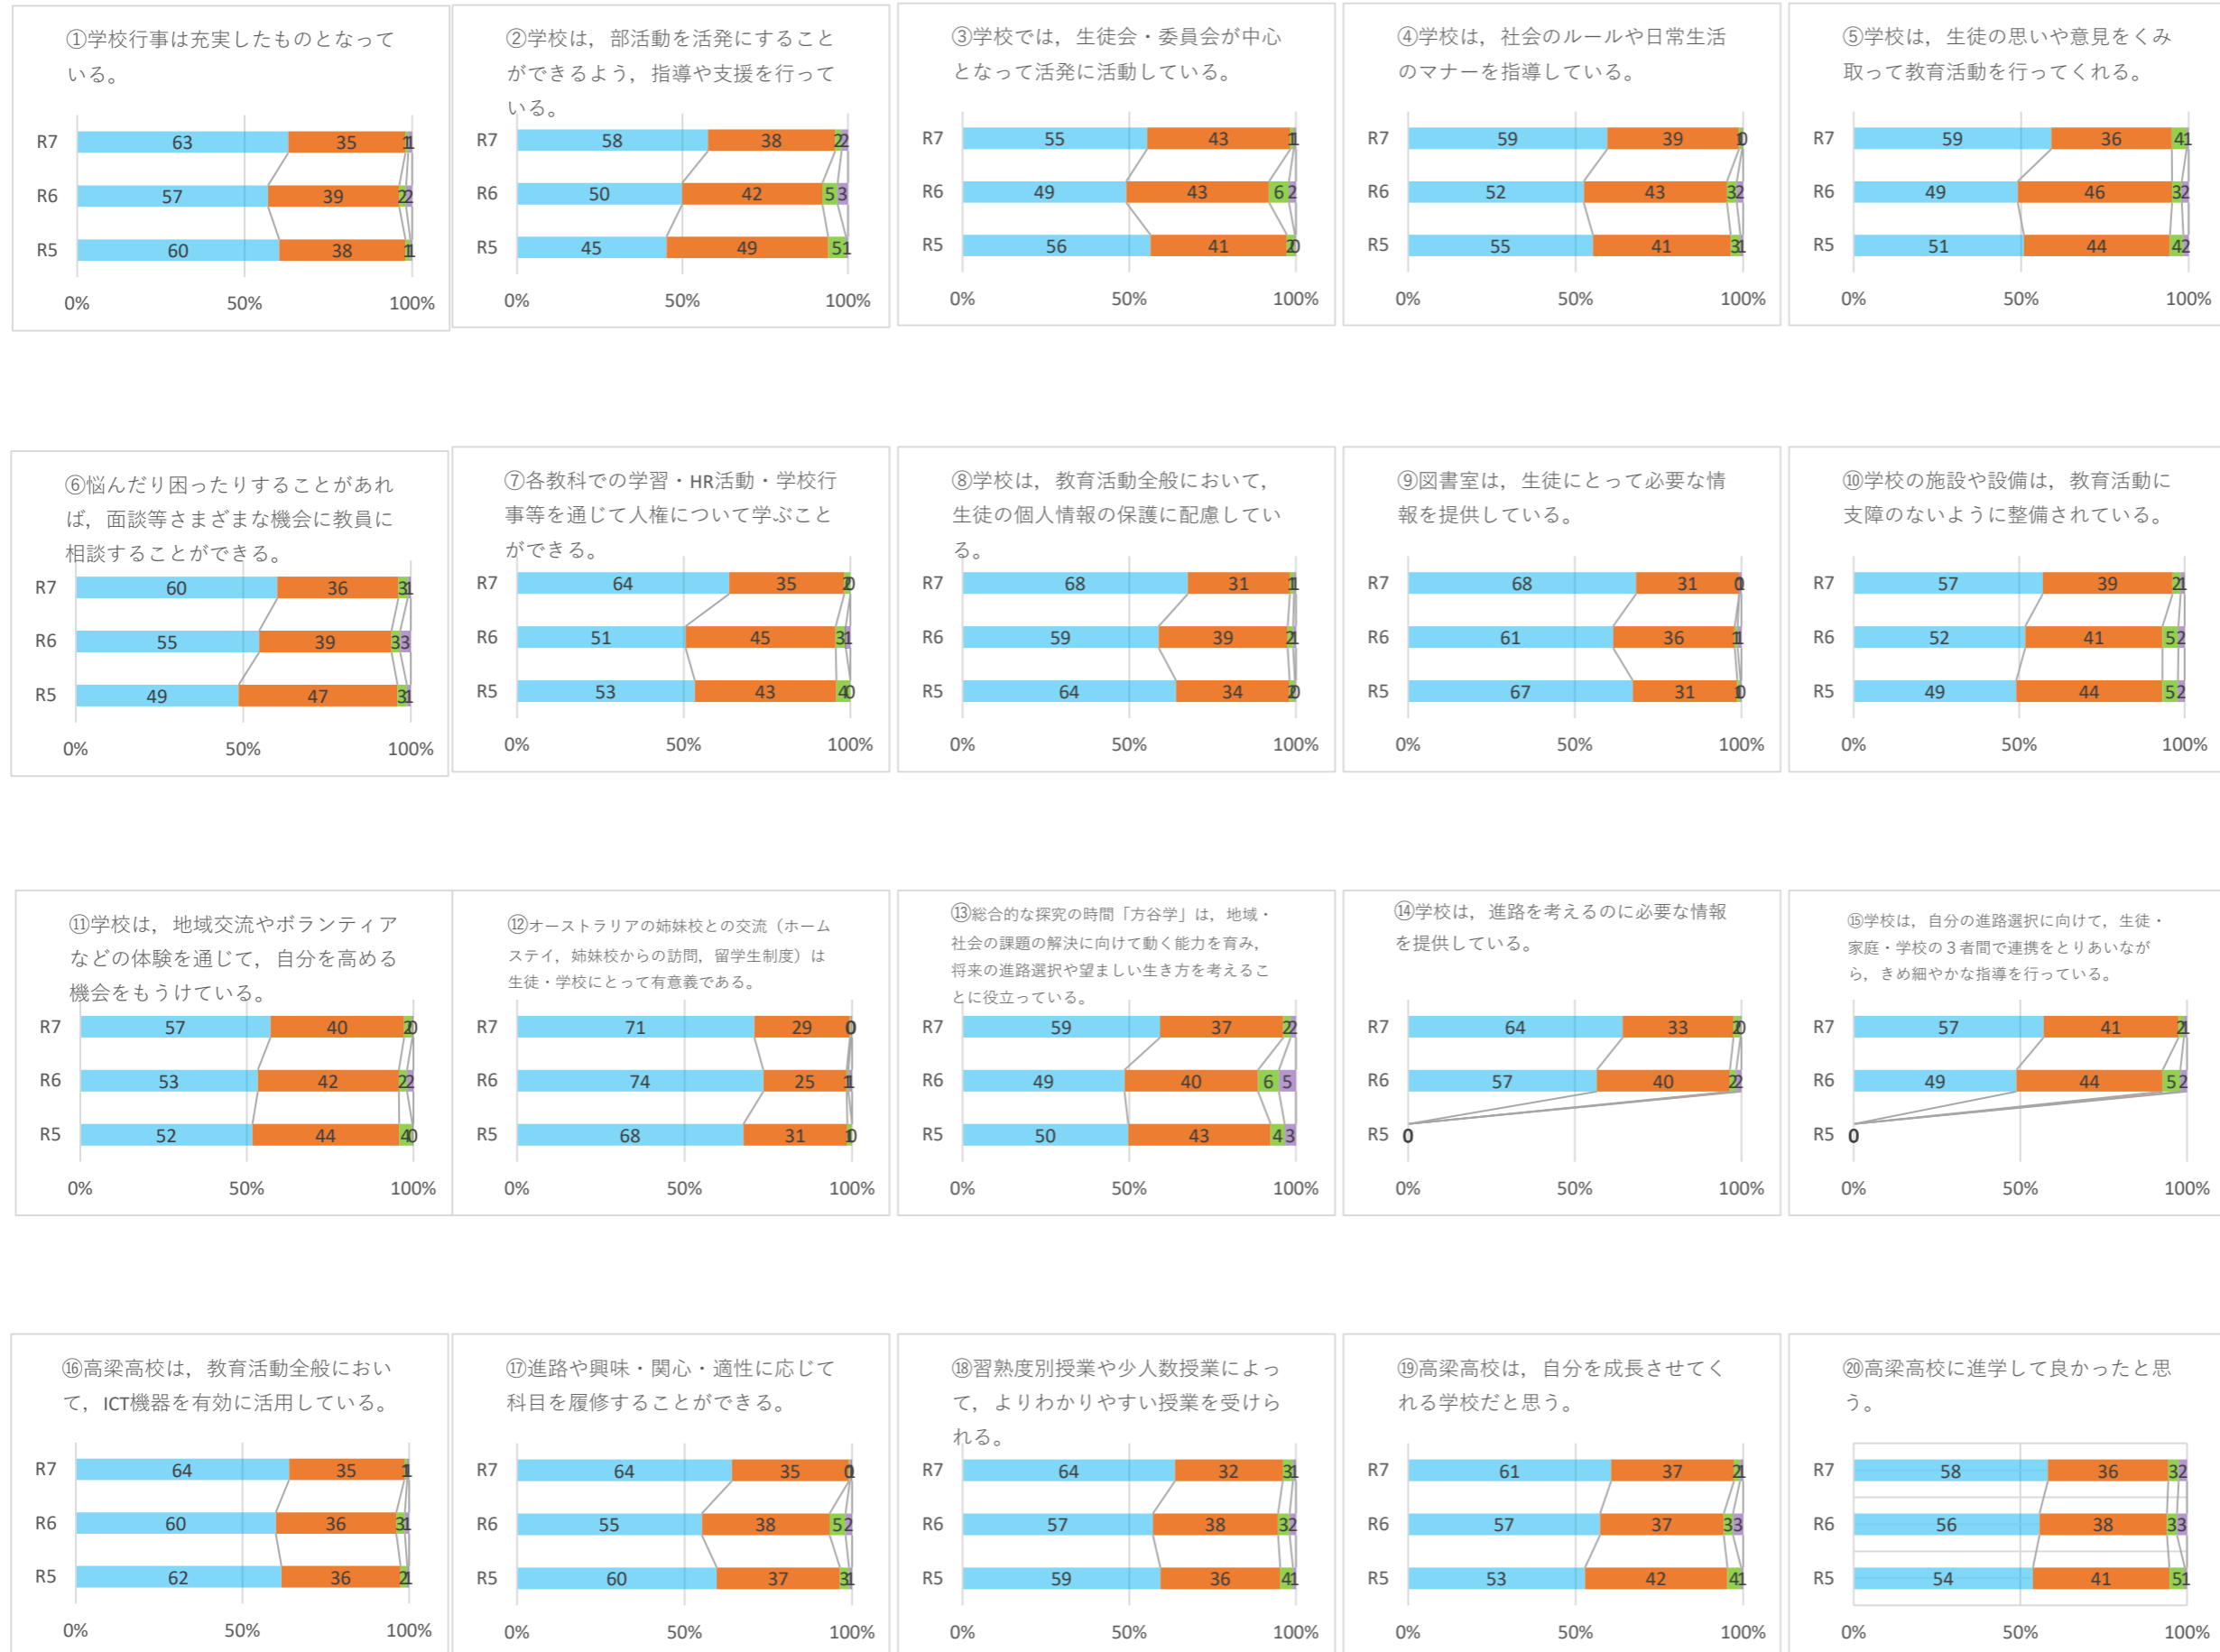 ①学校行事は充実したものとなって
いる。
R7 63 35 1 1
R6 57 39 2 2
R5 60 38 1 1
0% 50% 100%
②学校は，部活動を活発にすること
ができるよう，指導や支援を行って
いる。
R7 58 38 2 2
R6 50 42 5 3
R5 45 49 5 1
0% 50% 100%
③学校では，生徒会・委員会が中心
となって活発に活動している。
R7 55 43 1
R6 49 43 6 2
R5 56 41 2 0
0% 50% 100%
④学校は，社会のルールや日常生活
のマナーを指導している。
R7 59 39 1 0
R6 52 43 3 2
R5 55 41 3 1
0% 50% 100%
⑤学校は，生徒の思いや意見をくみ
取って教育活動を行ってくれる。
R7 59 36 4 1
R6 49 46 3 2
R5 51 44 4 2
0% 50% 100%
⑥悩んだり困ったりすることがあれ
ば，面談等さまざまな機会に教員に
相談することができる。
R7 60 36 3 1
R6 55 39 3 3
R5 49 47 3 1
0% 50% 100%
⑦各教科での学習・HR活動・学校行
事等を通じて人権について学ぶこと
ができる。
R7 64 35 2 0
R6 51 45 3 1
R5 53 43 4 0
0% 50% 100%
⑧学校は，教育活動全般において，
生徒の個人情報の保護に配慮してい
る。
R7 68 31 1 1
R6 59 39 2 1
R5 64 34 2 0
0% 50% 100%
⑨図書室は，生徒にとって必要な情
報を提供している。
R7 68 31 0 1
R6 61 36 1 1
R5 67 31 1 0
0% 50% 100%
⑩学校の施設や設備は，教育活動に
支障のないように整備されている。
R7 57 39 2 1
R6 52 41 5 2
R5 49 44 5 2
0% 50% 100%
⑪学校は，地域交流やボランティア
などの体験を通じて，自分を高める
機会をもうけている。
R7 57 40 2 0
R6 53 42 2 2
R5 52 44 4 0
0% 50% 100%
⑫オーストラリアの姉妹校との交流（ホーム
ステイ，姉妹校からの訪問，留学生制度）は
生徒・学校にとって有意義である。
R7 71 29 0
R6 74 25 1
R5 68 31 1 0
0% 50% 100%
⑬総合的な探究の時間「方谷学」は，地域・
社会の課題の解決に向けて動く能力を育み，
将来の進路選択や望ましい生き方を考えるこ
とに役立っている。
R7 59 37 2 2
R6 49 40 6 5
R5 50 43 4 3
0% 50% 100%
⑭学校は，進路を考えるのに必要な情報
を提供している。
R7 64 33 2 0
R6 57 40 2 2
R5 0
0% 50% 100%
⑮学校は，自分の進路選択に向けて，生徒・
家庭・学校の３者間で連携をとりあいなが
ら，きめ細やかな指導を行っている。
R7 57 41 2 1
R6 49 44 5 2
R5 0
0% 50% 100%
⑯高梁高校は，教育活動全般におい
て，ICT機器を有効に活用している。
R7 64 35 1
R6 60 36 3 1
R5 62 36 2 1
0% 50% 100%
⑰進路や興味・関心・適性に応じて
科目を履修することができる。
R7 64 35 0 1
R6 55 38 5 2
R5 60 37 3 1
0% 50% 100%
⑱習熟度別授業や少人数授業によっ
て，よりわかりやすい授業を受けら
れる。
R7 64 32 3 1
R6 57 38 3 2
R5 59 36 4 1
0% 50% 100%
⑲高梁高校は，自分を成長させてく
れる学校だと思う。
R7 61 37 2 1
R6 57 37 3 3
R5 53 42 4 1
0% 50% 100%
⑳高梁高校に進学して良かったと思
う。
R7 58 36 3 2
R6 56 38 3 3
R5 54 41 5 1
0% 50% 100%